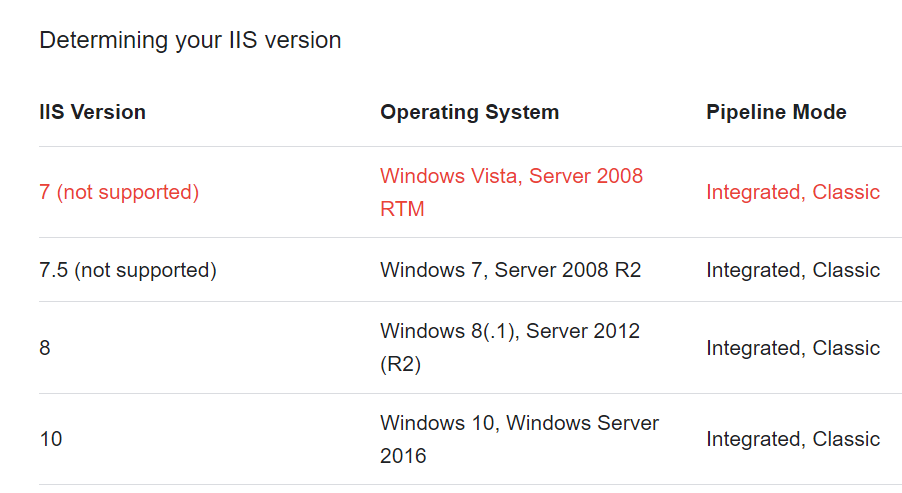 Determining your IIS version
IIS Version Operating System Pipeline Mode
7 (not supported) Windows Vista, Server 2008 RTM Integrated, Classic
7.5 (not supported) Windows 7, Server 2008 R2 Integrated, Classic
8 Windows 8(.1), Server 2012 (R2) Integrated, Classic
10 Windows 10, Windows Server 2016 Integrated, Classic